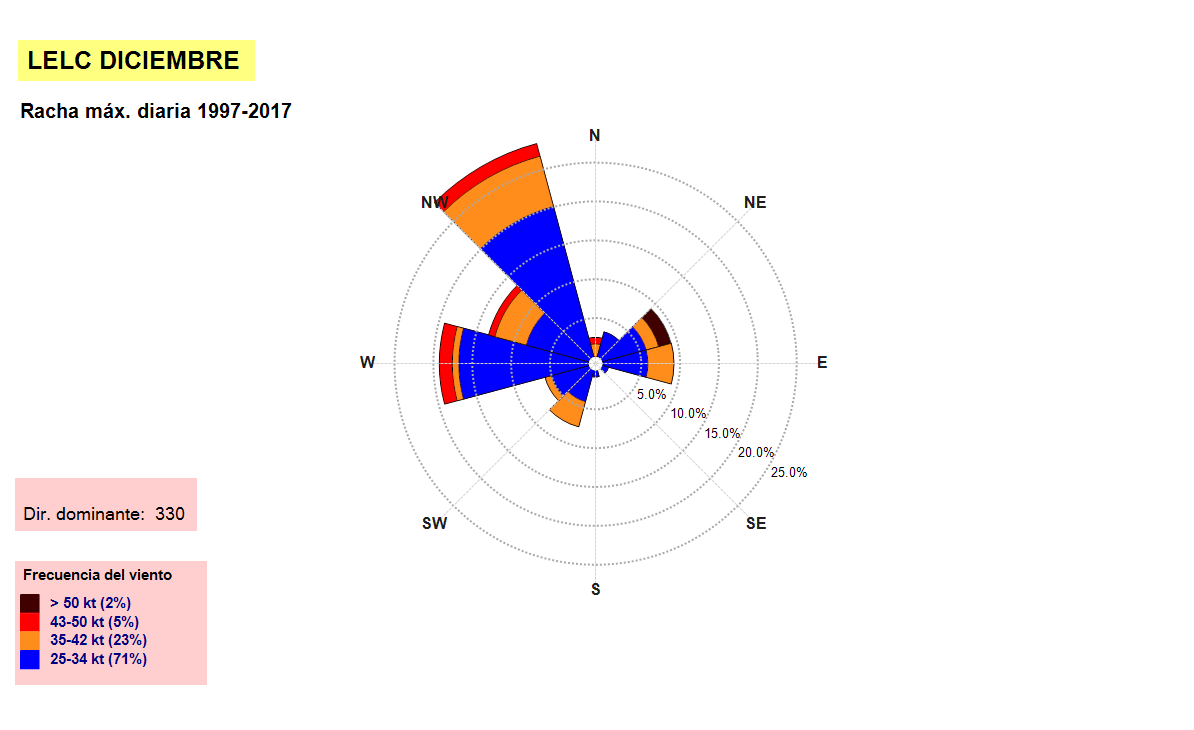 LELC DICIEMBRE
Racha máx. diaria 1997-2017
N
NW
NE
W
E
5.0%
10.0%
15.0%
20.0%
25.0%
SW
SE
S
Dir. dominante:  330
Frecuencia del viento
> 50 kt (2%)
43-50 kt (5%)
35-42 kt (23%)
25-34 kt (71%)